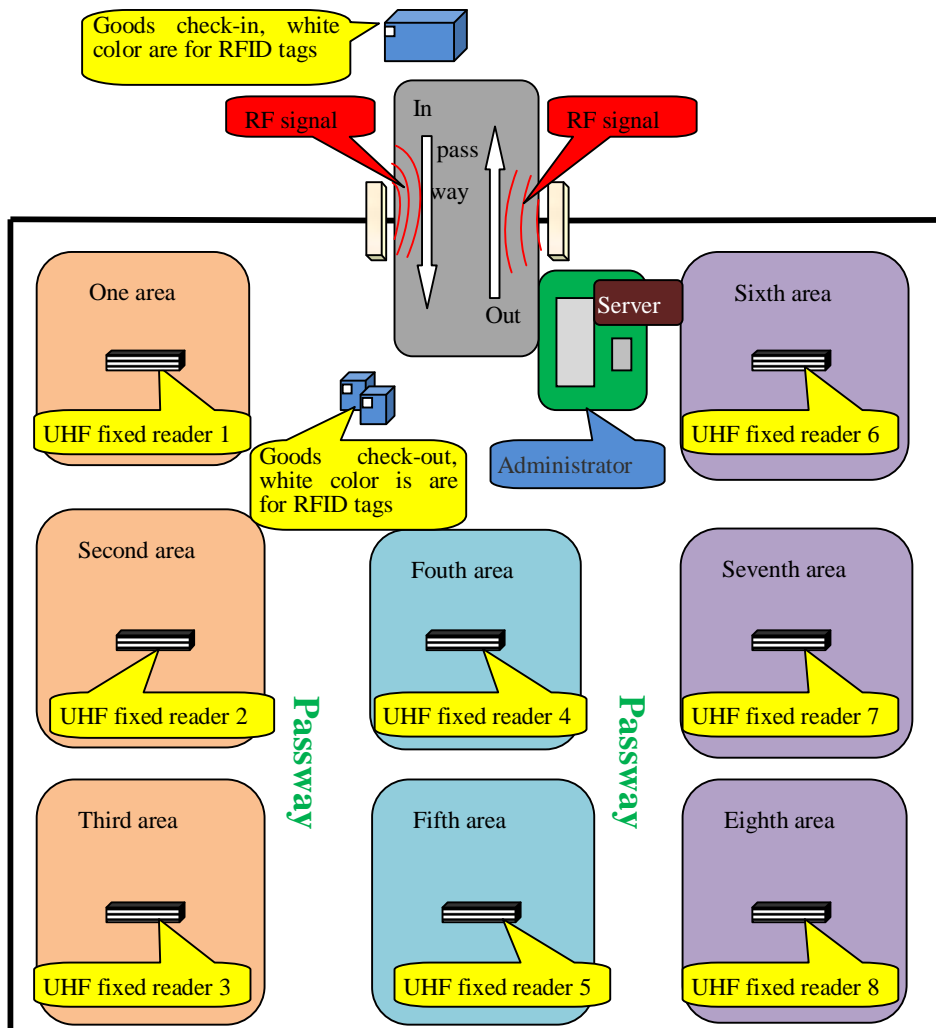 Goods check-in, white
color are for RFID tags
RF signal
In
RF signal
pass
way
One area
Out
Server
Sixth area
UHF fixed reader 1
Goods check-out,
white color is are
for RFID tags
Administrator
UHF fixed reader 6
Second area
Fouth area
Seventh area
UHF fixed reader 2
Passway
UHF fixed reader 4
Passway
UHF fixed reader 7
Third area
Fifth area
Eighth area
UHF fixed reader 3
UHF fixed reader 5
UHF fixed reader 8